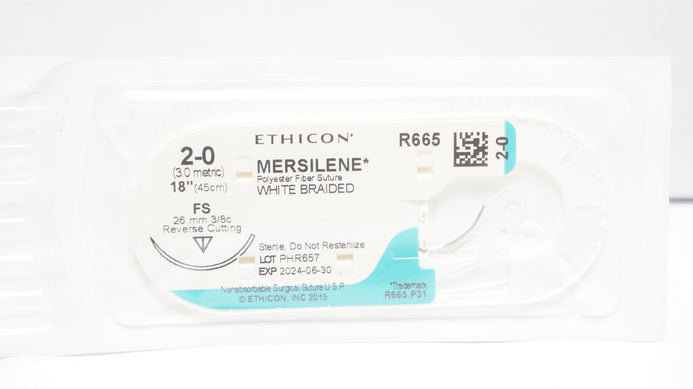 ETHICON*
R665
2-0
2-0
(3.0 metric)
18" (45cm)
MERSILENE*
Polyester Fiber Suture
WHITE BRAIDED
FS
26 mm 3/8c
Reverse Cutting
Sterile, Do Not Resterilize
LOT PHR657
EXP 2024-06-30
Nonabsorbable Surgical Suture U.S.P.
© ETHICON, INC 2015
*Trademark
R665.P31